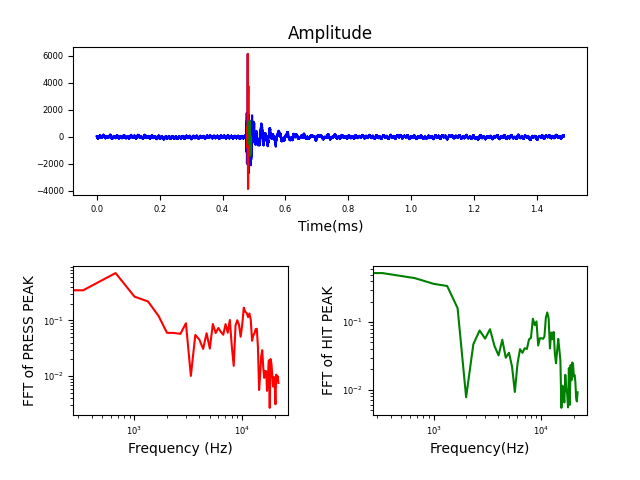 Amplitude
6000
4000
2000
0
−2000
−4000
0.0 0.2 0.4 0.6 0.8 1.0 1.2 1.4
Time(ms)
FFT of PRESS PEAK
10⁻¹
10⁻²
10³ 10⁴
Frequency (Hz)
FFT of HIT PEAK
10⁻¹
10⁻²
10³ 10⁴
Frequency(Hz)